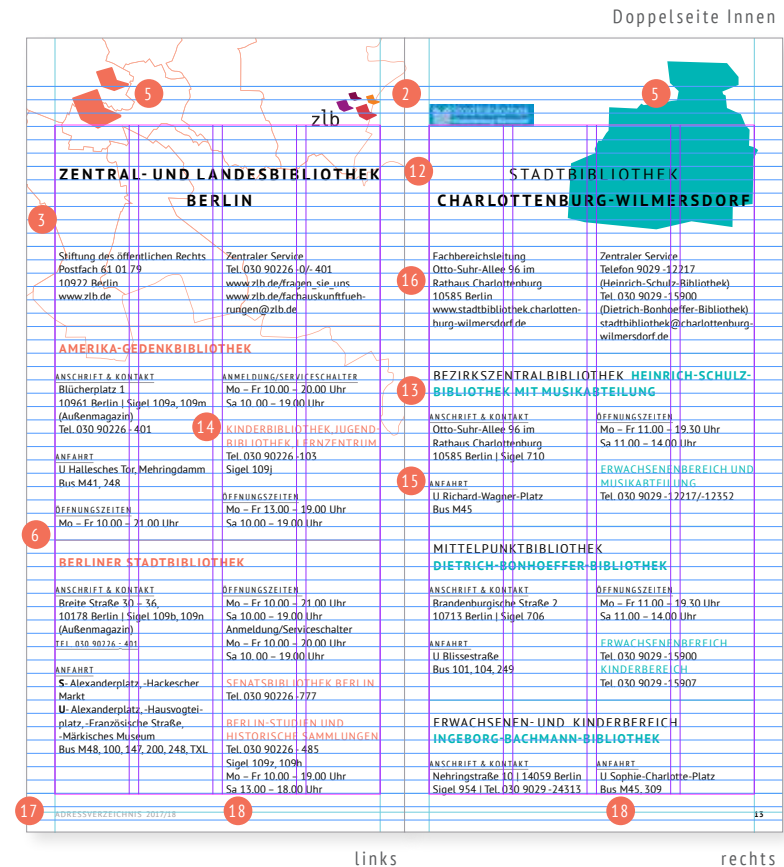 Doppelseite Innen
5
2
5
zlb
Stadtbibliothek
12
ZENTRAL- UND LANDESBIBLIOTHEK
BERLIN
3
Stiftung des öffentlichen Rechts
Postfach 61 01 79
10922 Berlin
www.zlb.de
Zentraler Service
Tel. 030 90226 -0/- 401
www.zlb.de/fragen_sie_uns
www.zlb.de/fachauskunftfueh-
rungen@zlb.de
AMERIKA-GEDENKBIBLIOTHEK
ANSCHRIFT & KONTAKT
Blücherplatz 1
10961 Berlin | Sigel 109a, 109m
(Außenmagazin)
Tel. 030 90226 - 401
ANFAHRT
U Hallesches Tor, Mehringdamm
Bus M41, 248
ÖFFNUNGSZEITEN
Mo – Fr 10.00 – 21.00 Uhr
ANMELDUNG/SERVICESCHALTER
Mo – Fr 10.00 – 20.00 Uhr
Sa 10.00 – 19.00 Uhr
14
KINDERBIBLIOTHEK, JUGEND-
BIBLIOTHEK, LERNZENTRUM
Tel. 030 90226 -103
Sigel 109j
ÖFFNUNGSZEITEN
Mo – Fr 13.00 – 19.00 Uhr
Sa 10.00 – 19.00 Uhr
6
BERLINER STADTBIBLIOTHEK
ANSCHRIFT & KONTAKT
Breite Straße 30 – 36,
10178 Berlin | Sigel 109b, 109n
(Außenmagazin)
TEL. 030 90226 - 401
ANFAHRT
S- Alexanderplatz, -Hackescher
Markt
U- Alexanderplatz, -Hausvogtei-
platz, -Französische Straße,
-Märkisches Museum
Bus M48, 100, 147, 200, 248, TXL
ÖFFNUNGSZEITEN
Mo – Fr 10.00 – 21.00 Uhr
Sa 10.00 – 19.00 Uhr
Anmeldung/Serviceschalter
Mo – Fr 10.00 – 20.00 Uhr
Sa 10. 00 – 19.00 Uhr
SENATSBIBLIOTHEK BERLIN
Tel. 030 90226 -777
BERLIN-STUDIEN UND
HISTORISCHE SAMMLUNGEN
Tel. 030 90226 - 485
Sigel 109z, 109h
Mo – Fr 10.00 – 19.00 Uhr
Sa 13.00 – 18.00 Uhr
17
18
ADRESSVERZEICHNIS 2017/18
STADTBIBLIOTHEK
CHARLOTTENBURG-WILMERSDORF
16
Fachbereichsleitung
Otto-Suhr-Allee 96 im
Rathaus Charlottenburg
10585 Berlin
www.stadtbibliothek.charlotten-
burg-wilmersdorf.de
Zentraler Service
Telefon 9029 -12217
(Heinrich-Schulz-Bibliothek)
Tel. 030 9029 -15900
(Dietrich-Bonhoeffer-Bibliothek)
stadtbibliothek@charlottenburg-
wilmersdorf.de
13
BEZIRKSZENTRALBIBLIOTHEK HEINRICH-SCHULZ-
BIBLIOTHEK MIT MUSIKABTEILUNG
ANSCHRIFT & KONTAKT
Otto-Suhr-Allee 96 im
Rathaus Charlottenburg
10585 Berlin | Sigel 710
15
ANFAHRT
U Richard-Wagner-Platz
Bus M45
ÖFFNUNGSZEITEN
Mo – Fr 11.00 – 19.30 Uhr
Sa 11.00 – 14.00 Uhr
ERWACHSENENBEREICH UND
MUSIKABTEILUNG
Tel. 030 9029 -12217/-12352
MITTELPUNKTBIBLIOTHEK
DIETRICH-BONHOEFFER-BIBLIOTHEK
ANSCHRIFT & KONTAKT
Brandenburgische Straße 2
10713 Berlin | Sigel 706
ANFAHRT
U Blissestraße
Bus 101, 104, 249
ÖFFNUNGSZEITEN
Mo – Fr 11.00 – 19.30 Uhr
Sa 11.00 – 14.00 Uhr
ERWACHSENENBEREICH
Tel. 030 9029 -15900
KINDERBEREICH
Tel. 030 9029 -15907
ERWACHSENEN- UND KINDERBEREICH
INGEBORG-BACHMANN-BIBLIOTHEK
ANSCHRIFT & KONTAKT
Nehringstraße 10 | 14059 Berlin
Sigel 954 | Tel. 030 9029 -24313
ANFAHRT
U Sophie-Charlotte-Platz
Bus M45, 309
18
13
links
rechts